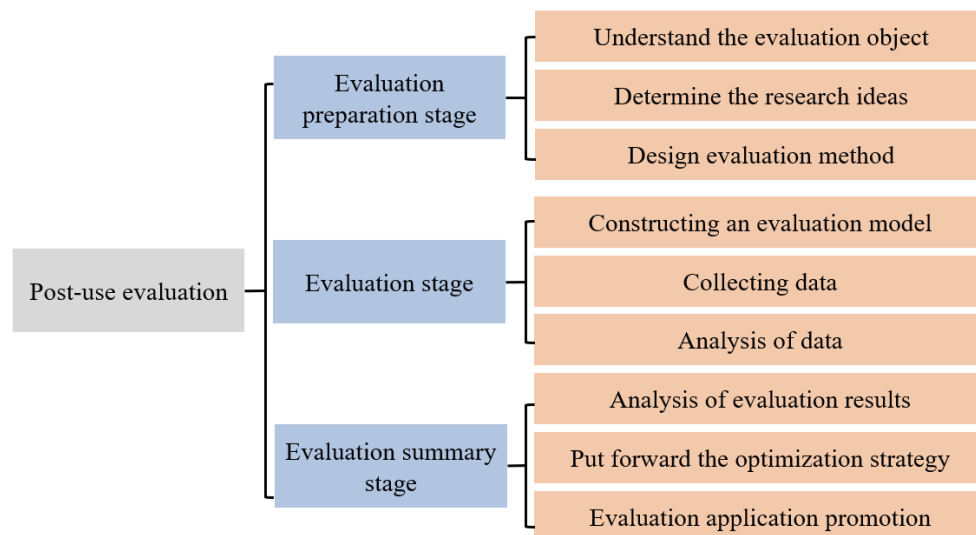 Post-use evaluation
Evaluation
preparation stage
Understand the evaluation object
Determine the research ideas
Design evaluation method
Evaluation stage
Constructing an evaluation model
Collecting data
Analysis of data
Evaluation summary
stage
Analysis of evaluation results
Put forward the optimization strategy
Evaluation application promotion